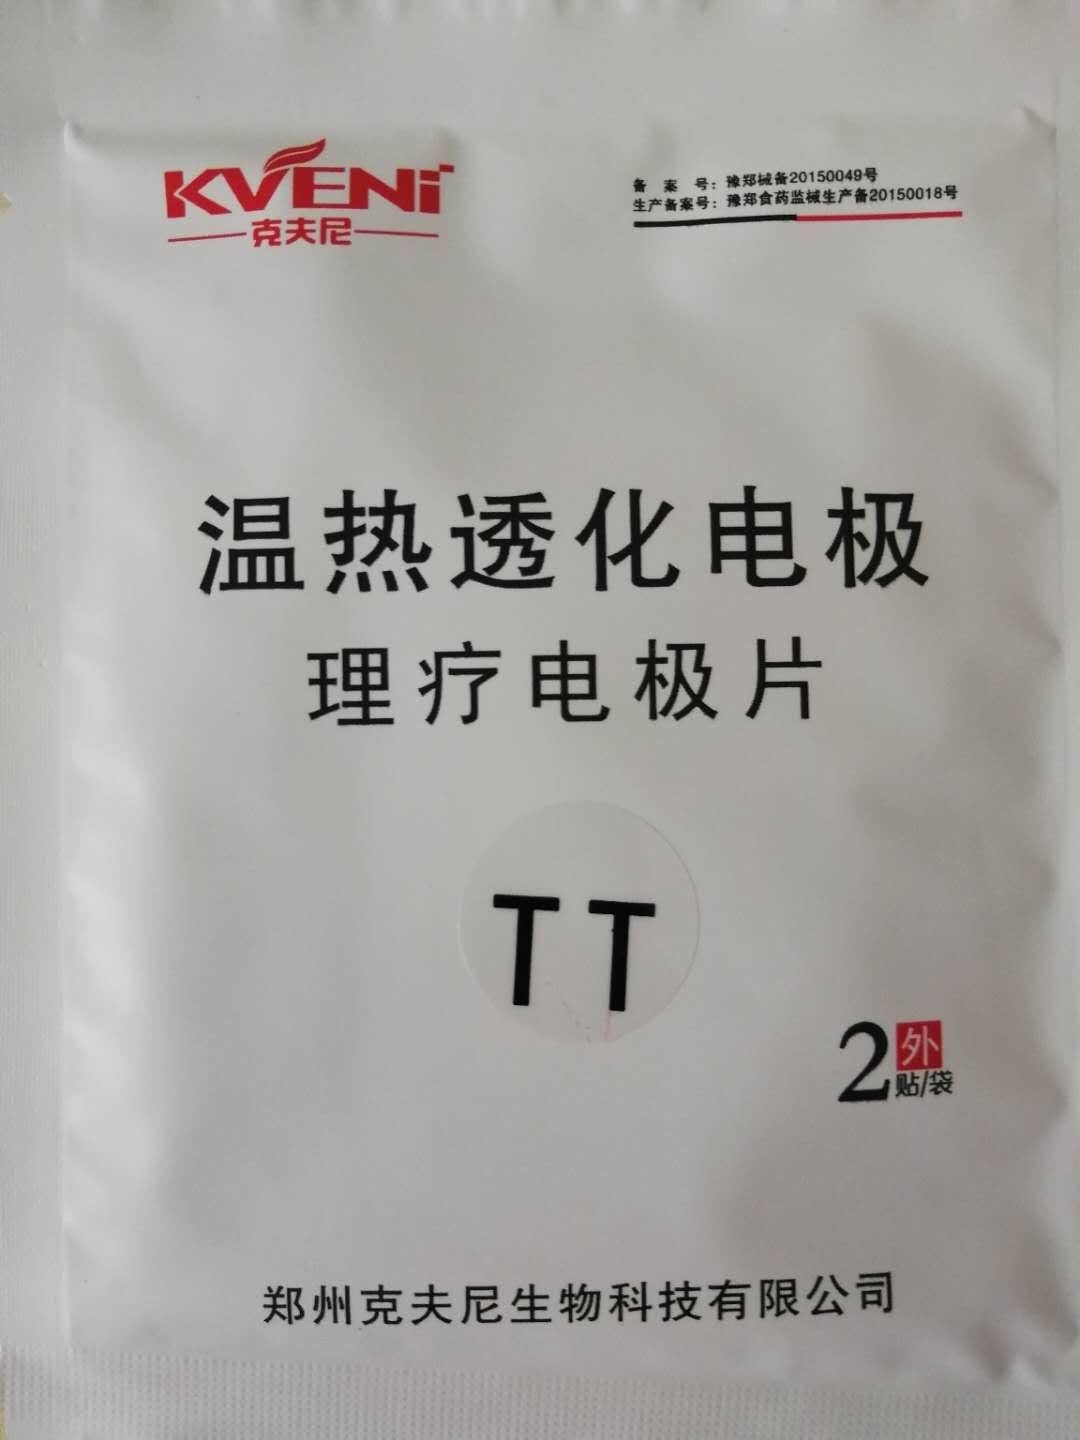 KVENi
克夫尼
备 案 号：豫郑械备20150049号
生产备案号：豫郑食药监械生产备20150018号
温热透化电极
理疗电极片
TT
2外
贴/袋
郑州克夫尼生物科技有限公司